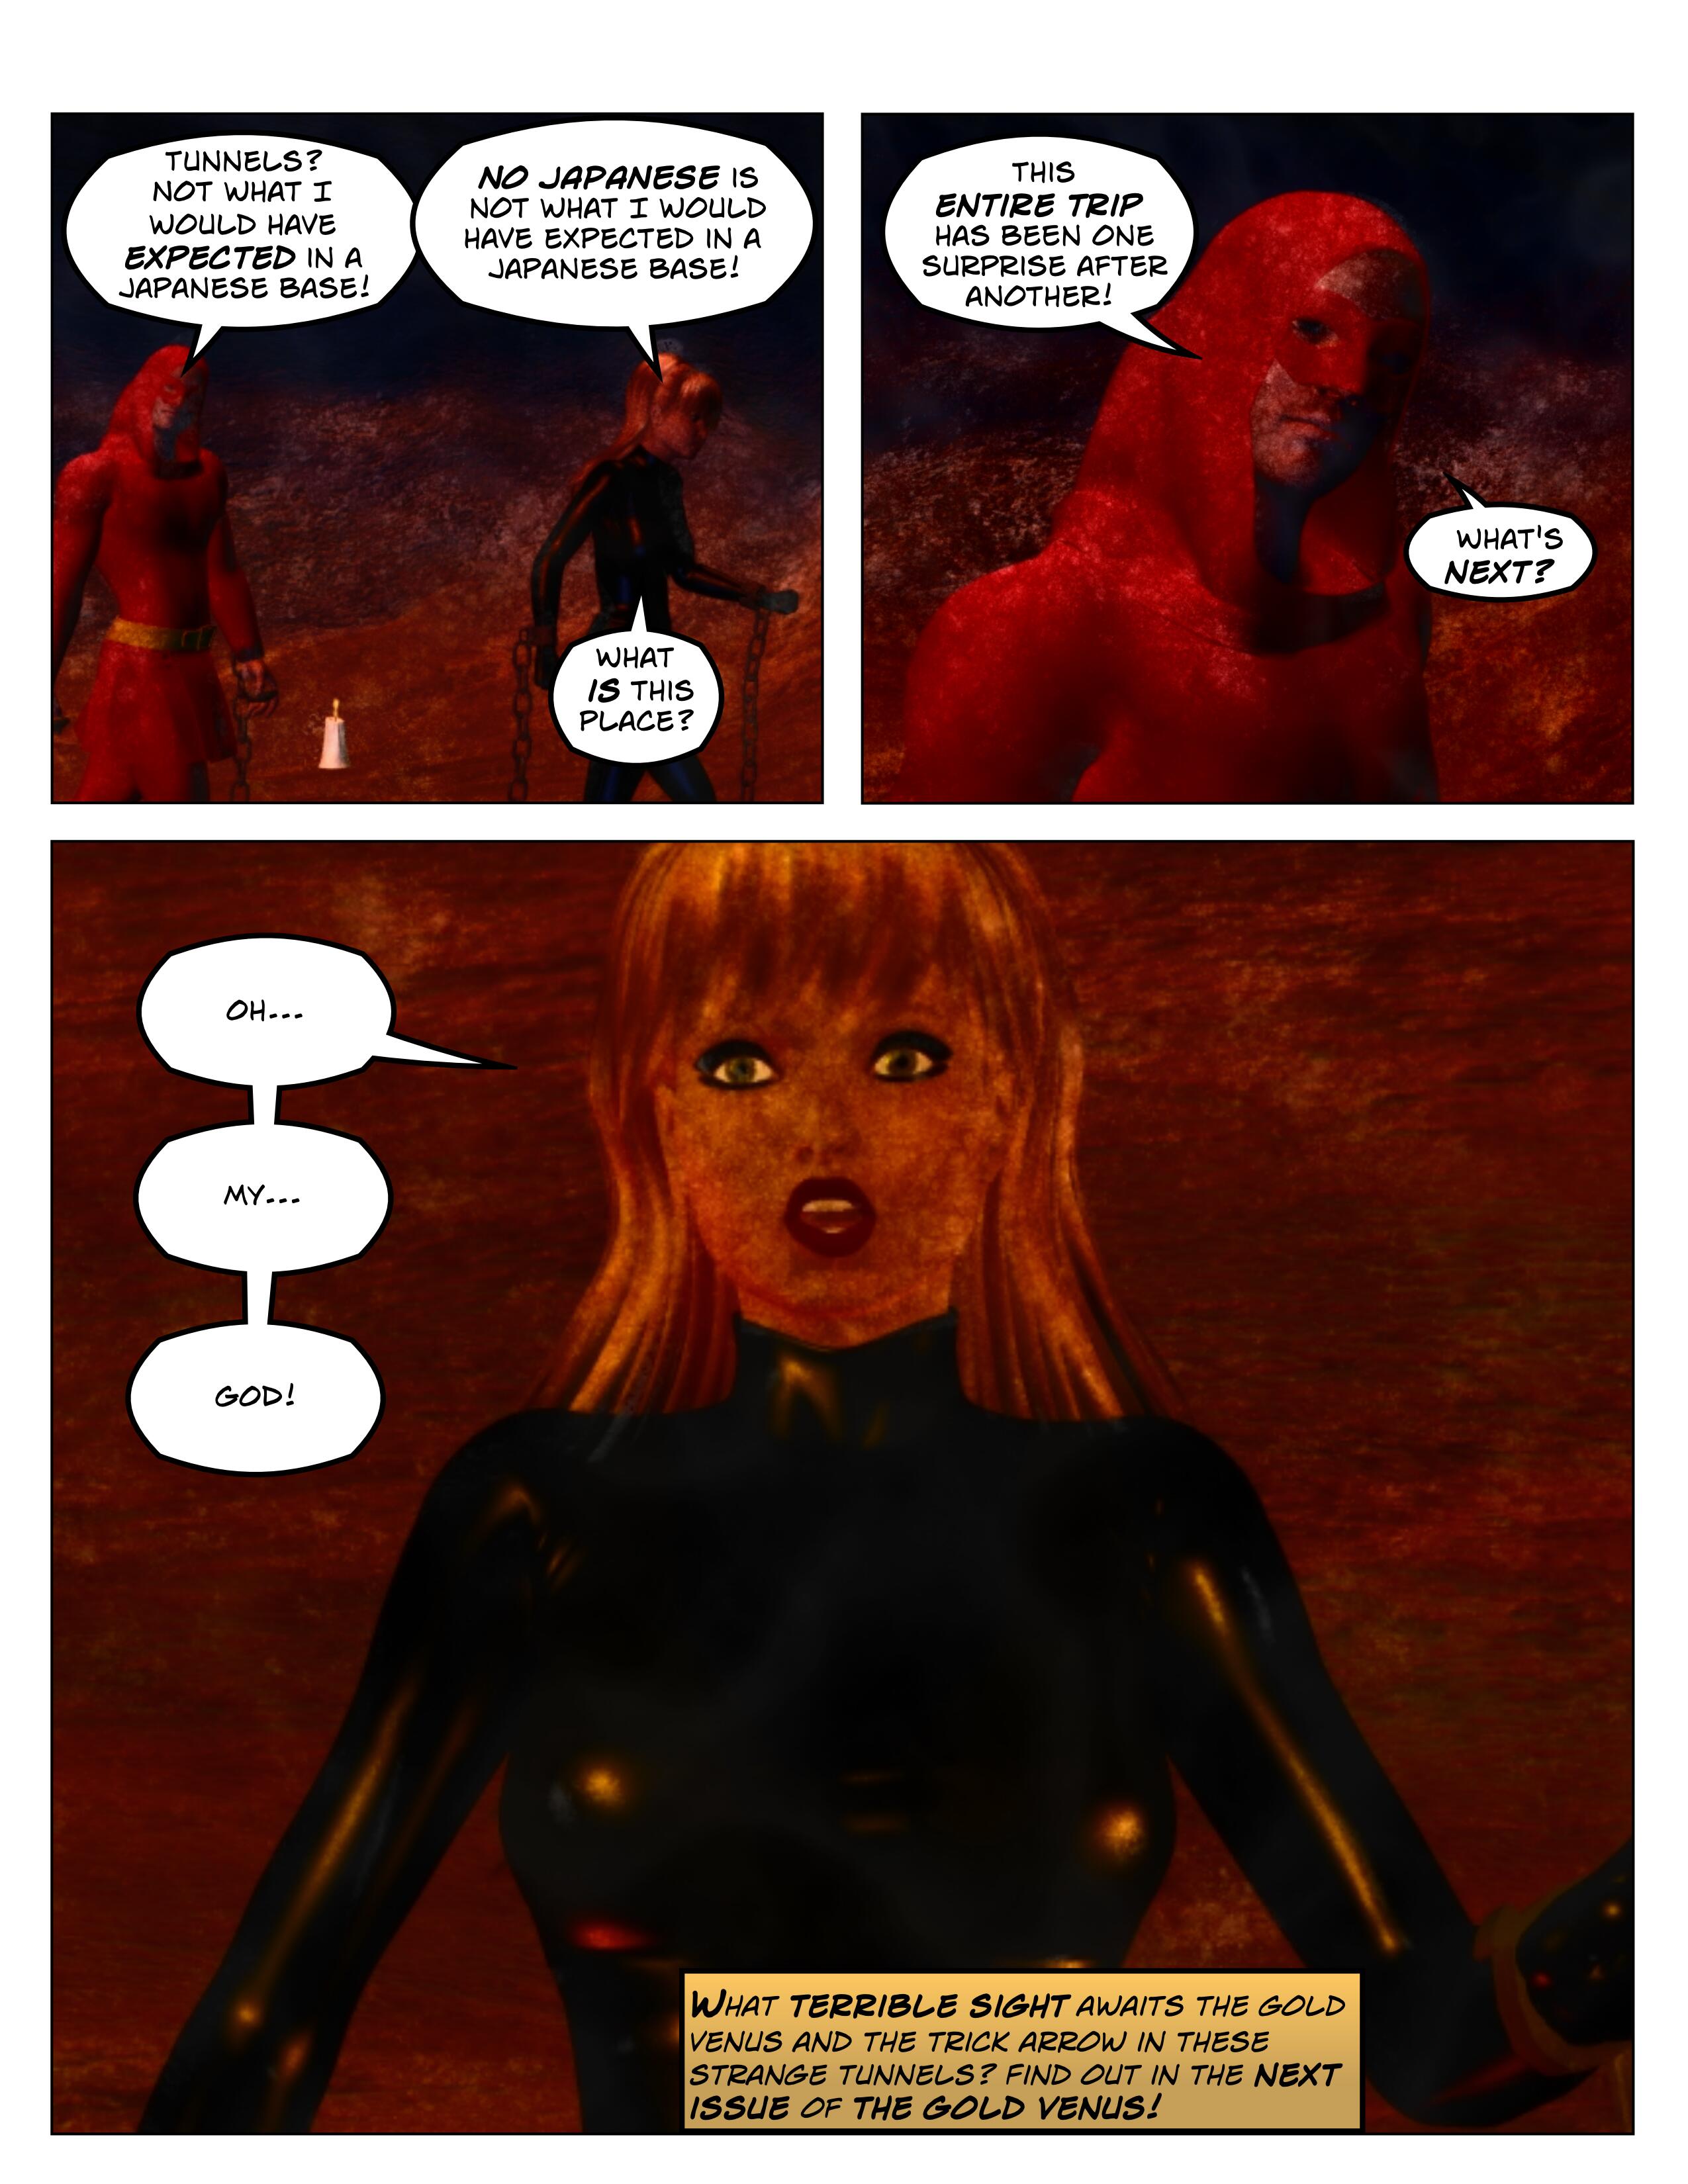 TUNNELS?
NOT WHAT I
WOULD HAVE
EXPECTED IN A
JAPANESE BASE!
NO JAPANESE IS
NOT WHAT I WOULD
HAVE EXPECTED IN A
JAPANESE BASE!
WHAT
IS THIS
PLACE?
THIS
ENTIRE TRIP
HAS BEEN ONE
SURPRISE AFTER
ANOTHER!
WHAT'S
NEXT?
OH...
MY...
GOD!
WHAT TERRIBLE SIGHT AWAITS THE GOLD
VENUS AND THE TRICK ARROW IN THESE
STRANGE TUNNELS? FIND OUT IN THE NEXT
ISSUE OF THE GOLD VENUS!